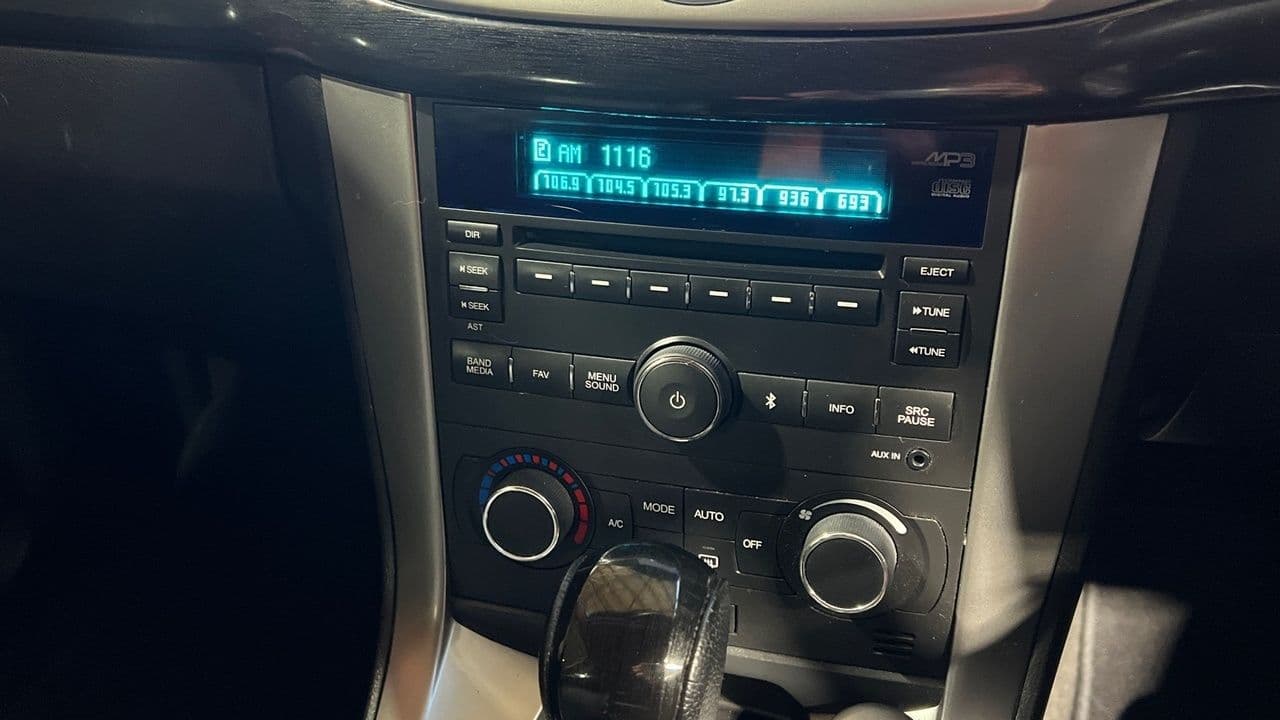 2 AM 1116
106.9 104.5 105.3 97.3 936 693
MP3
disc
DIGITAL AUDIO
DIR
EJECT
SEEK
TUNE
SEEK
TUNE
AST
BAND MEDIA
FAV
MENU SOUND
INFO
SRC PAUSE
AUX IN
A/C
MODE
AUTO
OFF